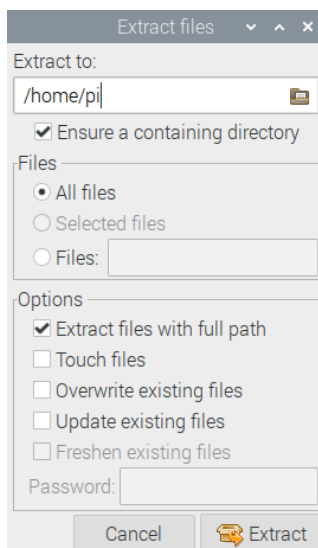 Extract files
Extract to:
/home/pi
Ensure a containing directory
Files
All files
Selected files
Files:
Options
Extract files with full path
Touch files
Overwrite existing files
Update existing files
Freshen existing files
Password:
Cancel
Extract